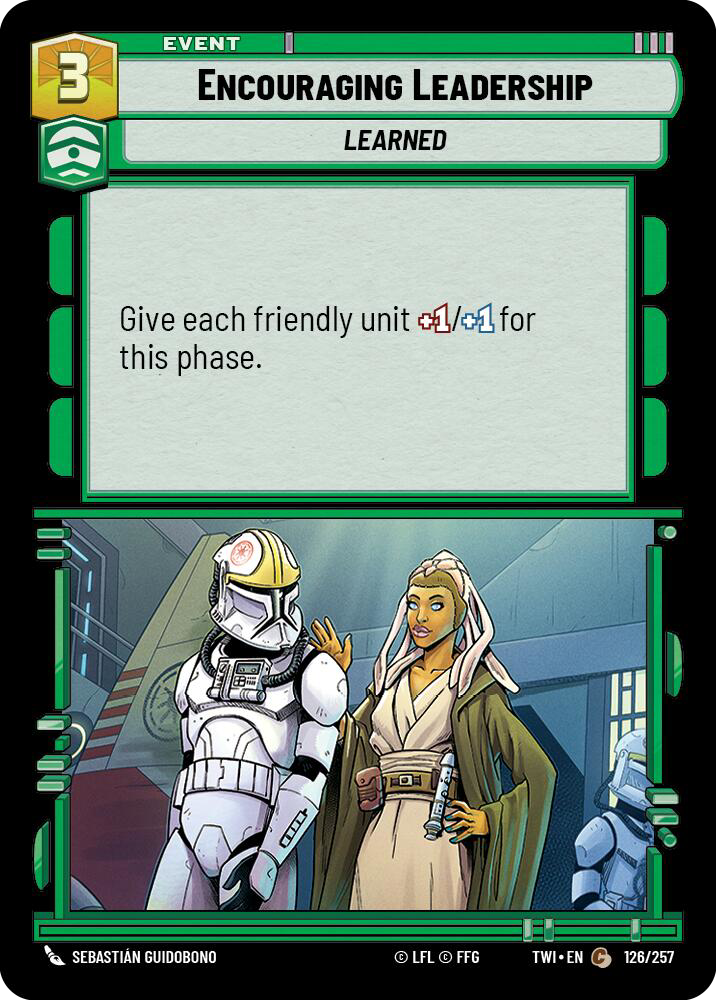 EVENT
3
ENCOURAGING LEADERSHIP
LEARNED
Give each friendly unit +1/+1 for
this phase.
SEBASTIÁN GUIDOBONO
© LFL © FFG
TWI • EN
C
126/257